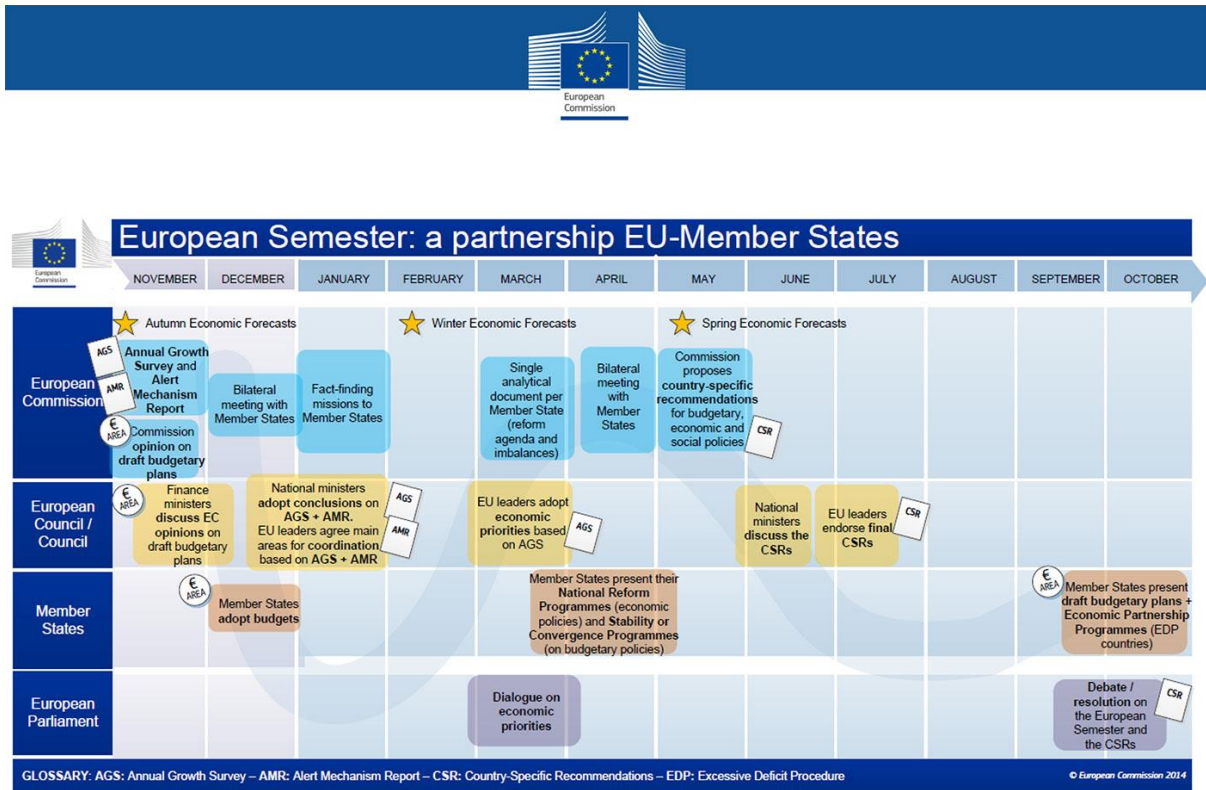 European
Commission
European
Commission
European Semester: a partnership EU-Member States
NOVEMBER
DECEMBER
JANUARY
FEBRUARY
MARCH
APRIL
MAY
JUNE
JULY
AUGUST
SEPTEMBER
OCTOBER
European
Commission
Autumn Economic Forecasts
Winter Economic Forecasts
Spring Economic Forecasts
AGS
AMR
Annual Growth
Survey and
Alert
Mechanism
Report
€
AREA
Commission
opinion on
draft budgetary
plans
Bilateral
meeting with
Member States
Fact-finding
missions to
Member States
Single
analytical
document per
Member State
(reform
agenda and
imbalances)
Bilateral
meeting
with
Member
States
Commission
proposes
country-specific
recommendations
for budgetary,
economic and
social policies
CSR
European
Council /
Council
€
AREA
Finance
ministers
discuss EC
opinions on
draft budgetary
plans
National ministers
adopt conclusions on
AGS + AMR.
EU leaders agree main
areas for coordination
based on AGS + AMR
AGS
AMR
EU leaders adopt
economic
priorities based
on AGS
AGS
National
ministers
discuss the
CSRs
EU leaders
endorse final
CSRs
CSR
Member
States
€
AREA
Member States
adopt budgets
Member States present their
National Reform
Programmes (economic
policies) and Stability or
Convergence Programmes
(on budgetary policies)
€
AREA
Member States present
draft budgetary plans +
Economic Partnership
Programmes (EDP
countries)
European
Parliament
Dialogue on
economic
priorities
Debate /
resolution on
the European
Semester and
the CSRs
CSR
GLOSSARY: AGS: Annual Growth Survey – AMR: Alert Mechanism Report – CSR: Country-Specific Recommendations – EDP: Excessive Deficit Procedure
© European Commission 2014